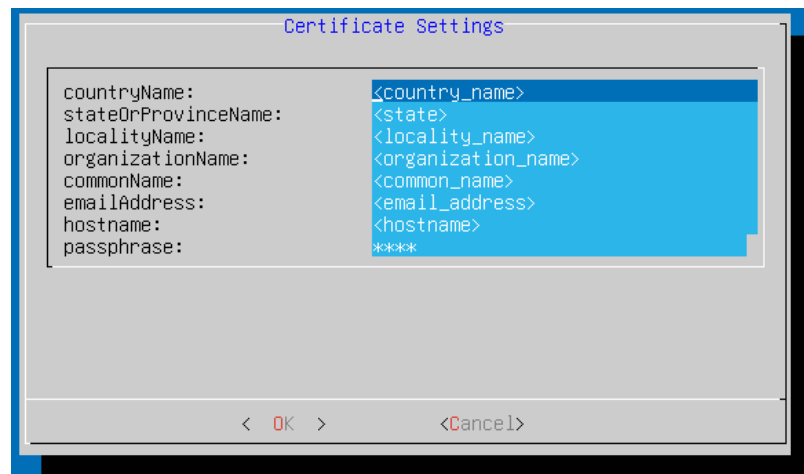 Certificate Settings
countryName: <country_name>
stateOrProvinceName: <state>
localityName: <locality_name>
organizationName: <organization_name>
commonName: <common_name>
emailAddress: <email_address>
hostname: <hostname>
passphrase: ****
< OK > <Cancel>